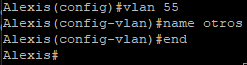 Alexis(config)#vlan 55
Alexis(config-vlan)#name otros
Alexis(config-vlan)#end
Alexis#